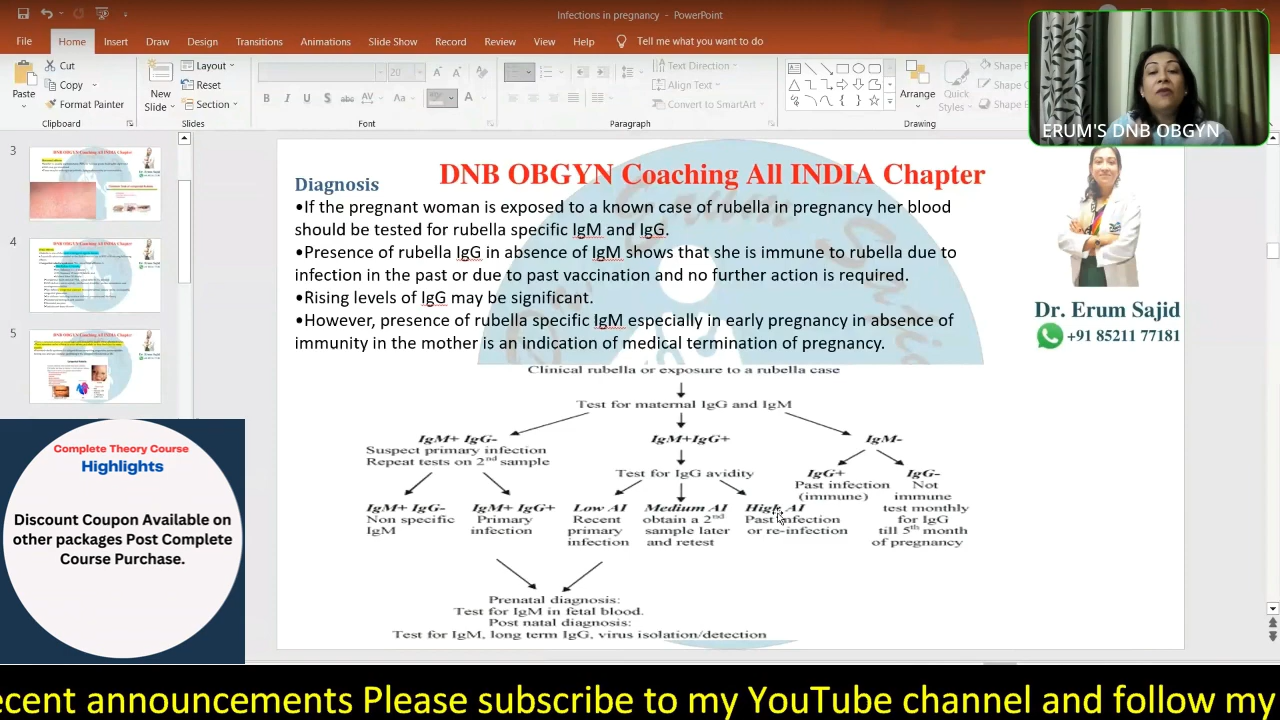 Infections in pregnancy - PowerPoint
File Home Insert Draw Design Transitions Animations Slide Show Record Review View Help Tell me what you want to do
Paste
Cut
Copy
Format Painter
Clipboard
New
Slide
Layout
Reset
Section
Slides
20
Font
Text Direction
Align Text
Convert to SmartArt
Paragraph
Arrange
Quick
Styles
Shape
Shape
Drawing
ERUM'S DNB OBGYN
3
4
5
DNB OBGYN Coaching All INDIA Chapter
Diagnosis
•If the pregnant woman is exposed to a known case of rubella in pregnancy her blood
should be tested for rubella specific IgM and IgG.
•Presence of rubella IgG in absence of IgM shows that she is immune to rubella due to
infection in the past or due to past vaccination and no further action is required.
•Rising levels of IgG may be significant.
•However, presence of rubella specific IgM especially in early pregnancy in absence of
immunity in the mother is an indication of medical termination of pregnancy.
Clinical rubella or exposure to a rubella case
Test for maternal IgG and IgM
IgM+ IgG-
Suspect primary infection
Repeat tests on 2nd sample
IgM+IgG+
Test for IgG avidity
IgM-
IgG+
Past infection
(immune)
IgG-
Not
immune
test monthly
for IgG
till 5th month
of pregnancy
IgM+ IgG-
Non specific
IgM
IgM+ IgG+
Primary
infection
Low AI
Recent
primary
infection
Medium AI
obtain a 2nd
sample later
and retest
High AI
Past infection
or re-infection
Prenatal diagnosis:
Test for IgM in fetal blood.
Post natal diagnosis:
Test for IgM, long term IgG, virus isolation/detection
Dr. Erum Sajid
+91 85211 77181
Complete Theory Course
Highlights
Discount Coupon Available on
other packages Post Complete
Course Purchase.
ecent announcements Please subscribe to my YouTube channel and follow my